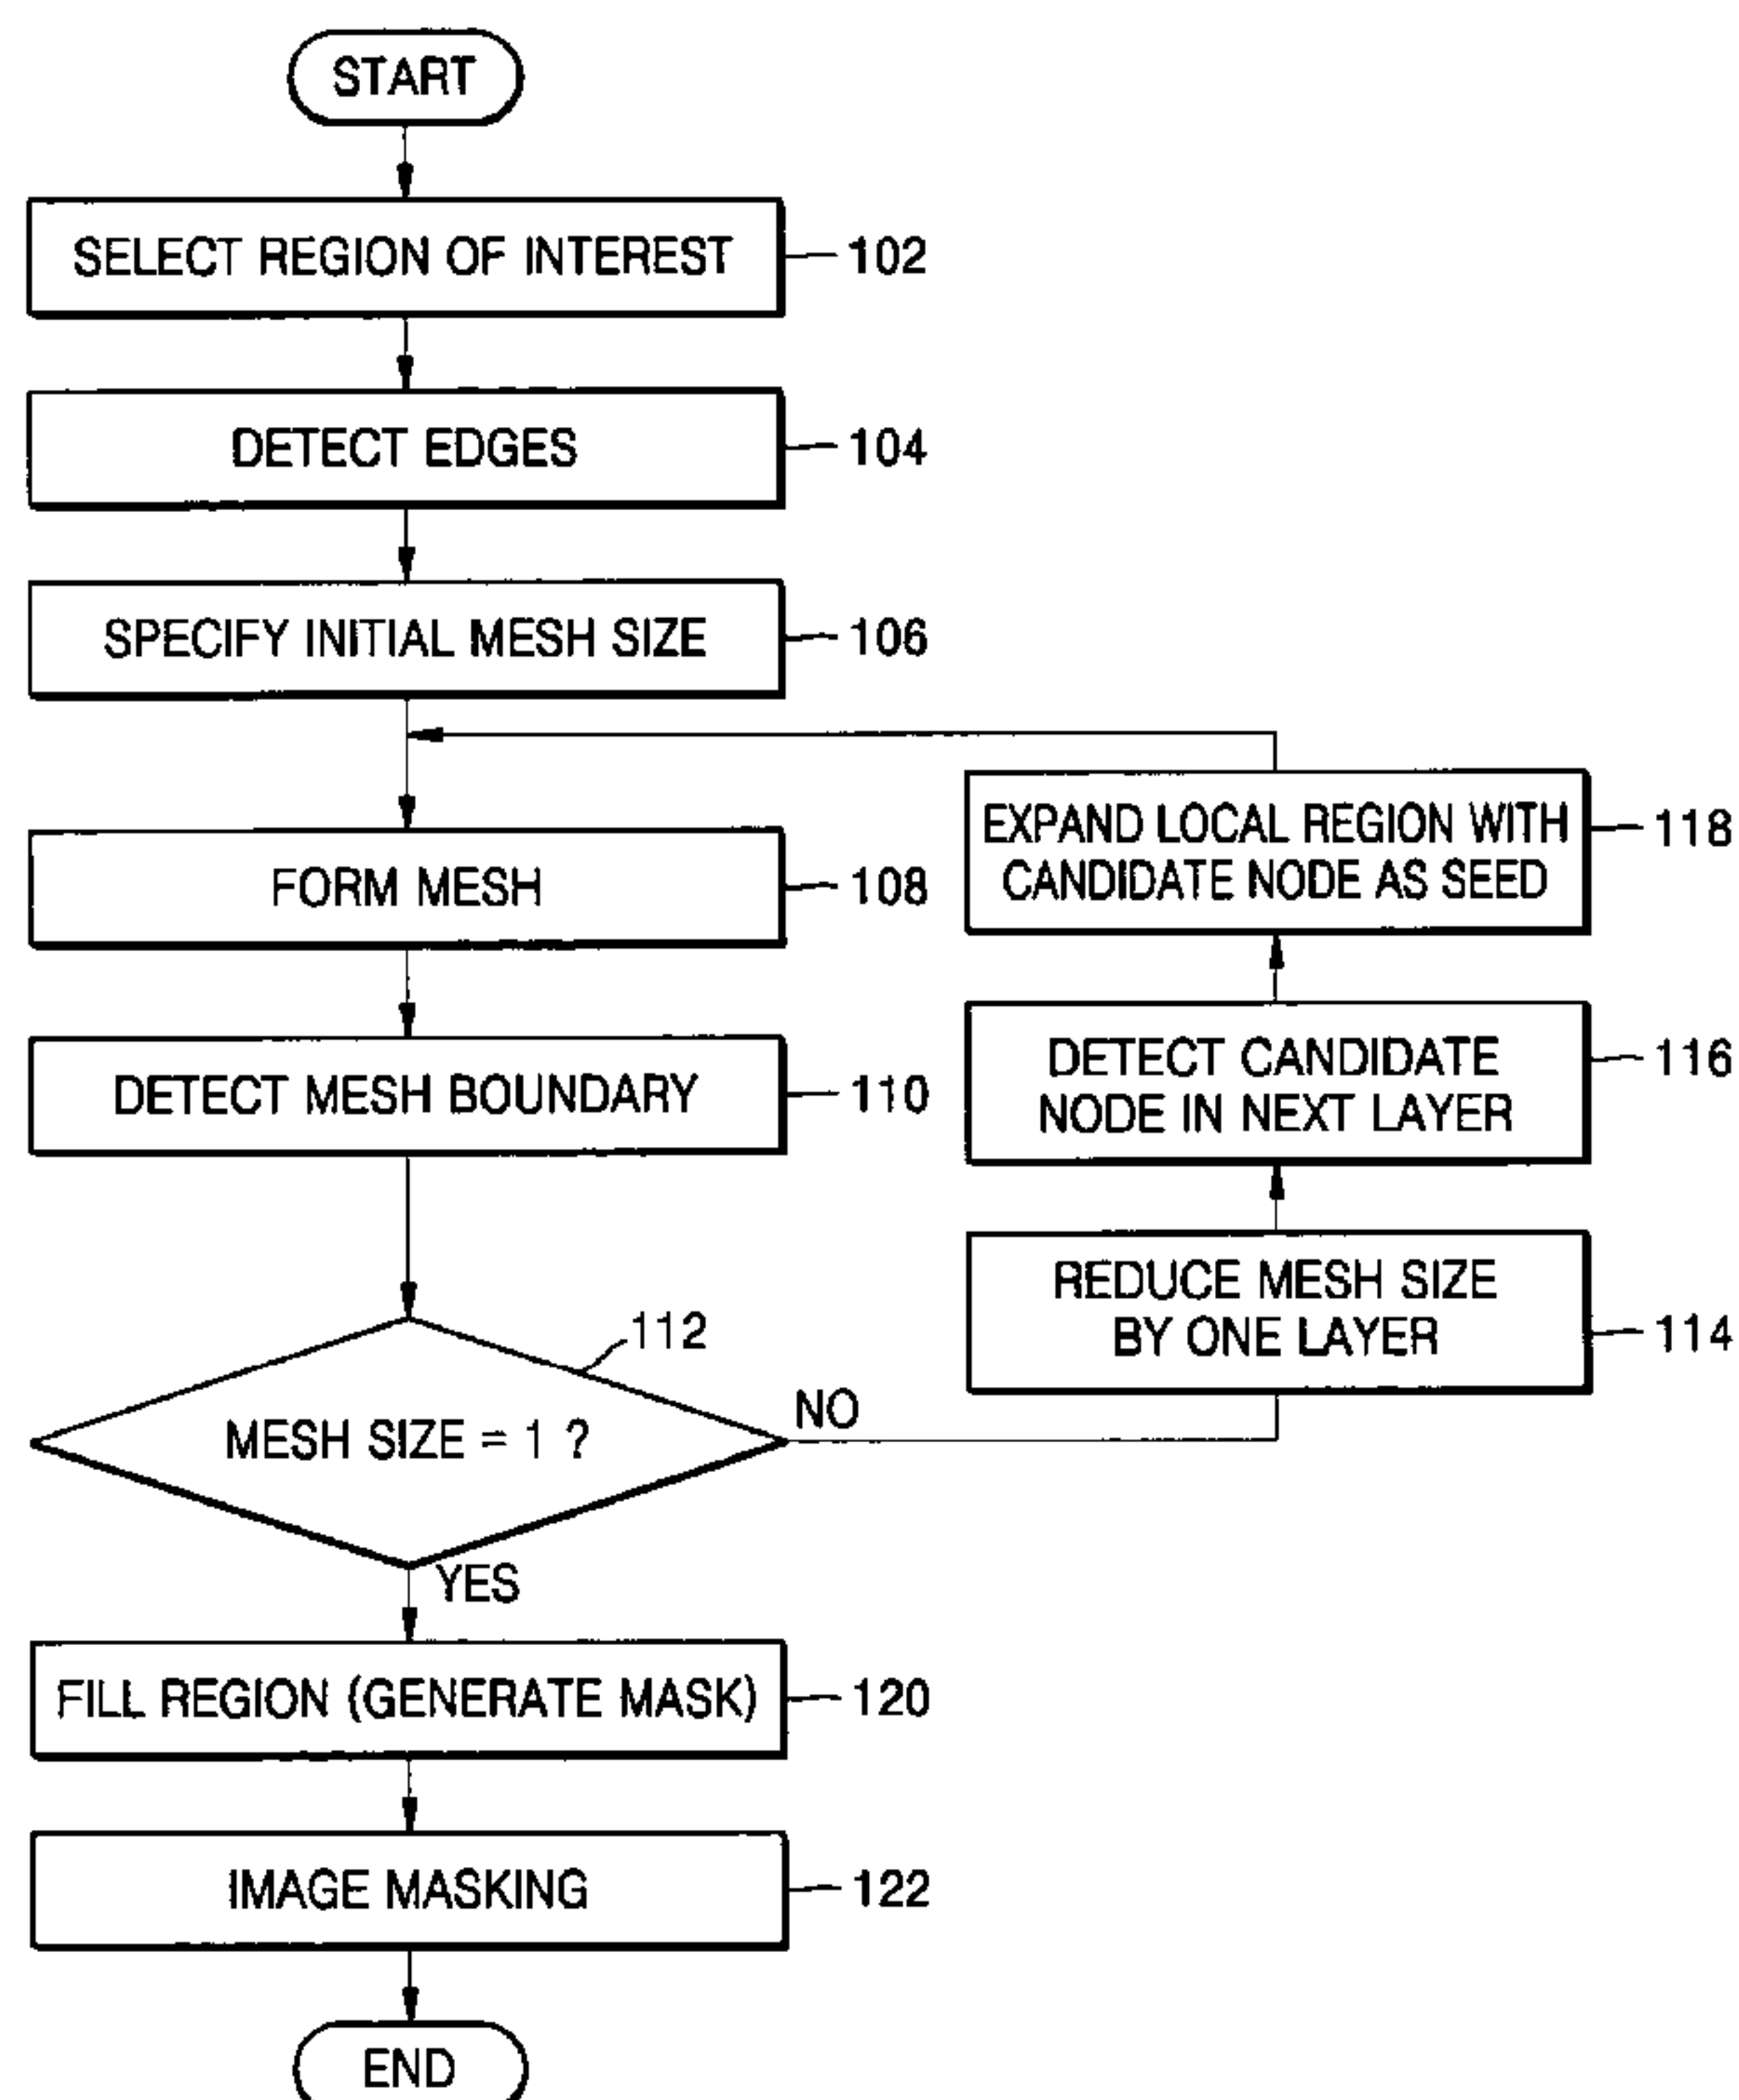 START
SELECT REGION OF INTEREST
102
DETECT EDGES
104
SPECIFY INITIAL MESH SIZE
106
FORM MESH
108
DETECT MESH BOUNDARY
110
112
MESH SIZE = 1 ?
NO
YES
REDUCE MESH SIZE
BY ONE LAYER
114
DETECT CANDIDATE
NODE IN NEXT LAYER
116
EXPAND LOCAL REGION WITH
CANDIDATE NODE AS SEED
118
FILL REGION (GENERATE MASK)
120
IMAGE MASKING
122
END